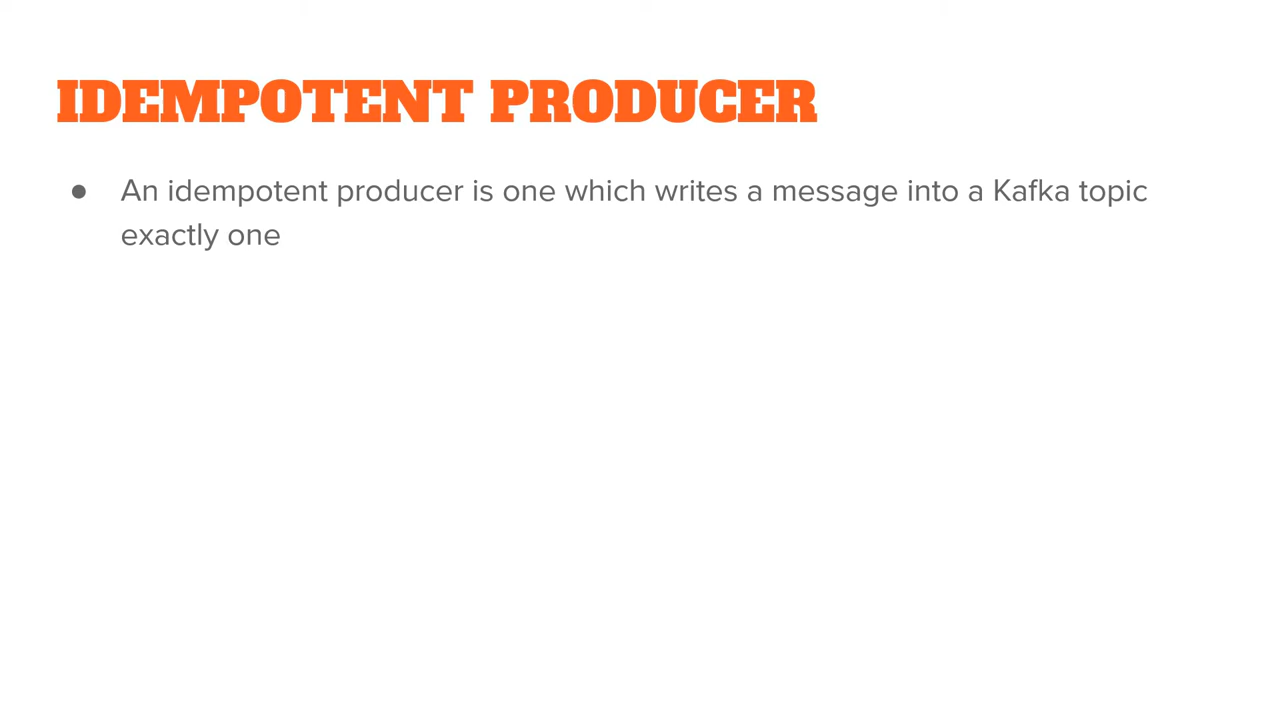 IDEMPOTENT PRODUCER
● An idempotent producer is one which writes a message into a Kafka topic
exactly one